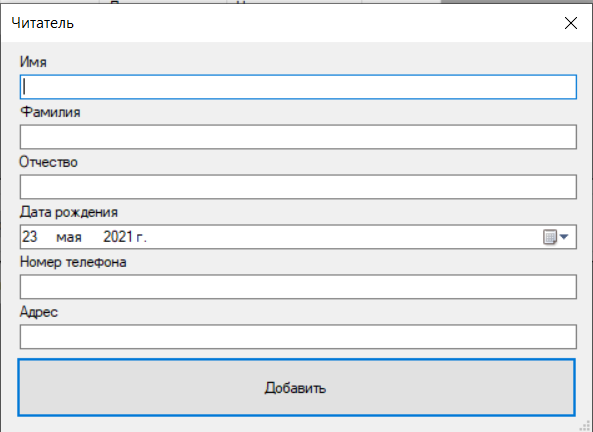 Читатель
Имя
Фамилия
Отчество
Дата рождения
23 мая 2021 г.
Номер телефона
Адрес
Добавить